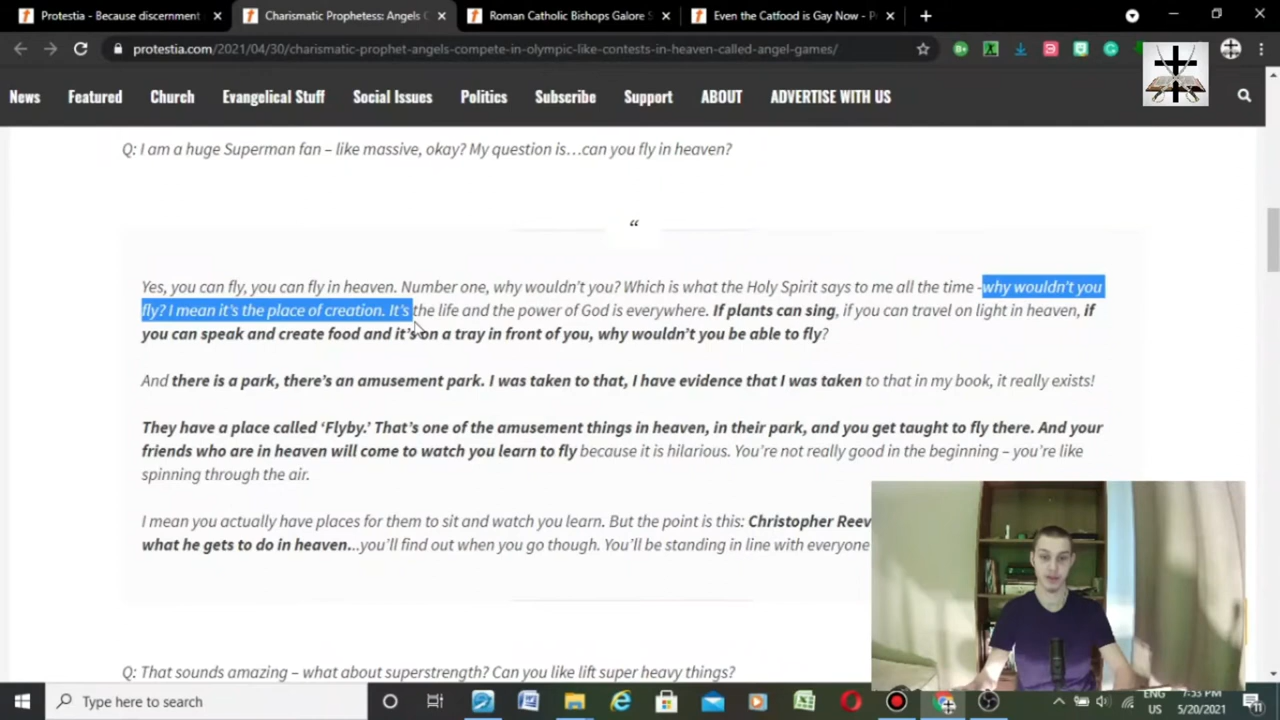 Protestia - Because discernment
Charismatic Prophetess: Angels C
Roman Catholic Bishops Galore S
Even the Catfood is Gay Now - P
protestia.com/2021/04/30/charismatic-prophet-angels-compete-in-olympic-like-contests-in-heaven-called-angel-games/
News Featured Church Evangelical Stuff Social Issues Politics Subscribe Support ABOUT ADVERTISE WITH US
Q: I am a huge Superman fan – like massive, okay? My question is…can you fly in heaven?
“
Yes, you can fly, you can fly in heaven. Number one, why wouldn't you? Which is what the Holy Spirit says to me all the time -why wouldn't you
fly? I mean it's the place of creation. It's the life and the power of God is everywhere. If plants can sing, if you can travel on light in heaven, if
you can speak and create food and it's on a tray in front of you, why wouldn't you be able to fly?
And there is a park, there's an amusement park. I was taken to that, I have evidence that I was taken to that in my book, it really exists!
They have a place called ‘Flyby.’ That's one of the amusement things in heaven, in their park, and you get taught to fly there. And your
friends who are in heaven will come to watch you learn to fly because it is hilarious. You're not really good in the beginning – you're like
spinning through the air.
I mean you actually have places for them to sit and watch you learn. But the point is this: Christopher Reev
what he gets to do in heaven…you'll find out when you go though. You'll be standing in line with everyone
Q: That sounds amazing – what about superstrength? Can you like lift super heavy things?
Type here to search
ENG
US
7:53 PM
5/20/2021